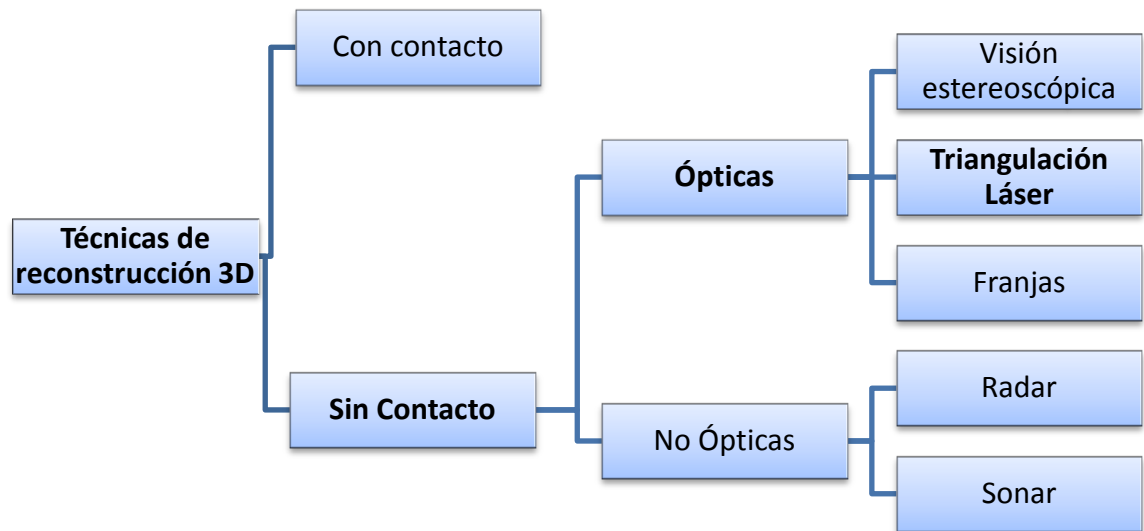 Con contacto
Visión
estereoscópica
Ópticas
Triangulación
Láser
Técnicas de
reconstrucción 3D
Franjas
Sin Contacto
No Ópticas
Radar
Sonar